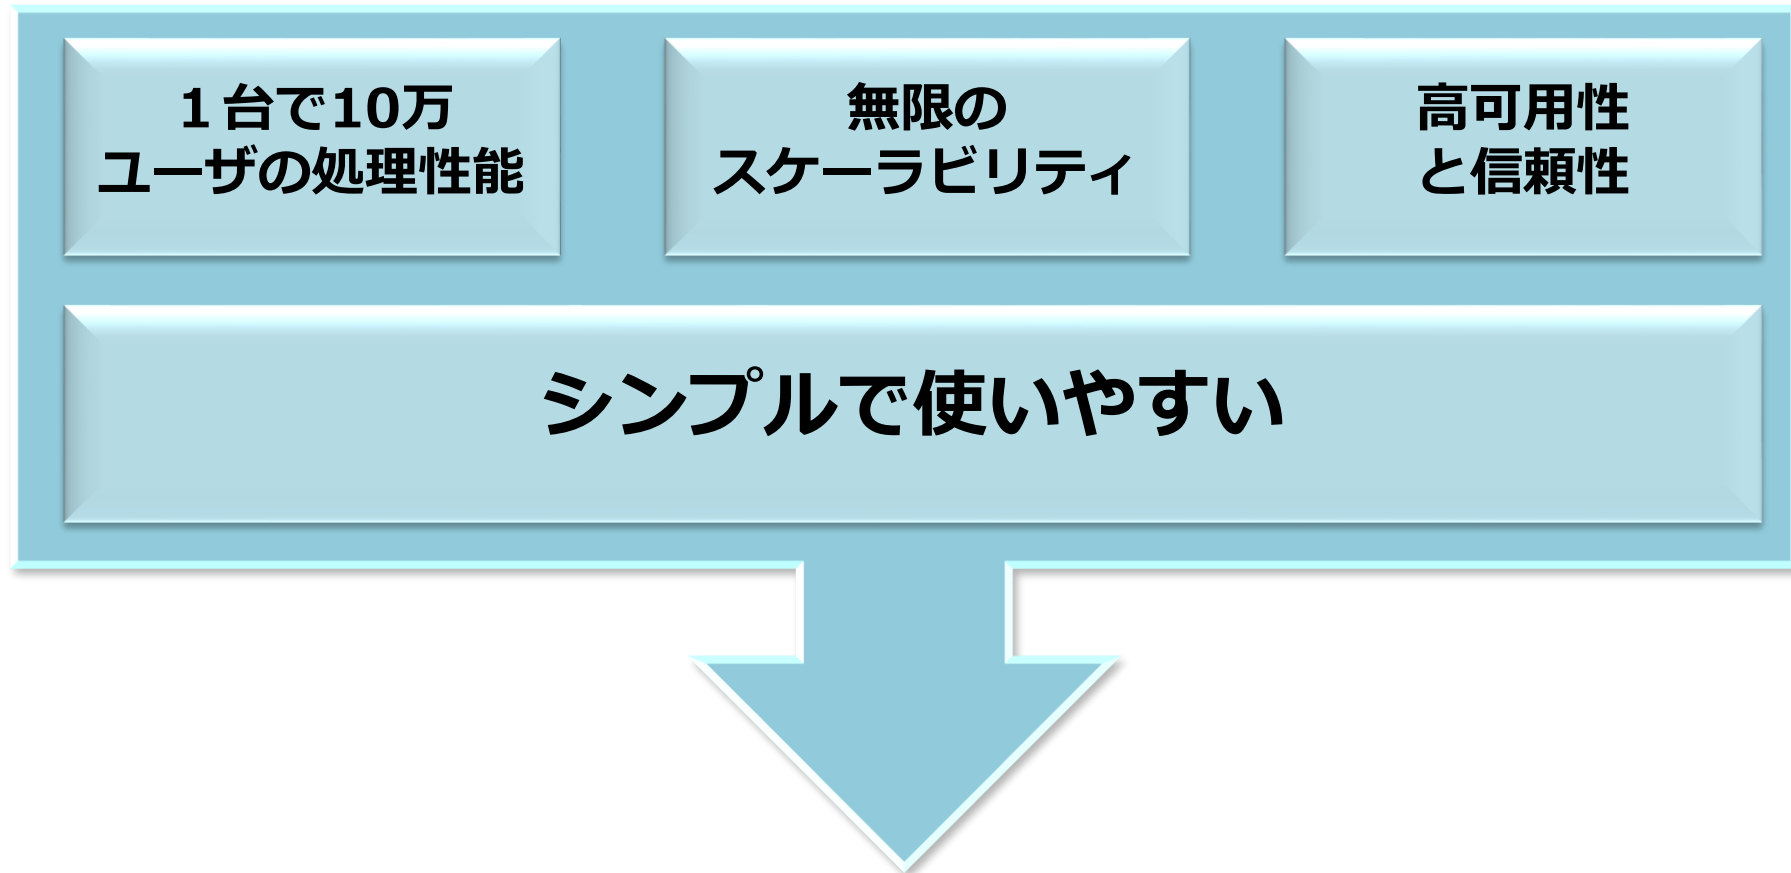 １台で10万
ユーザの処理性能
無限の
スケーラビリティ
高可用性
と信頼性
シンプルで使いやすい